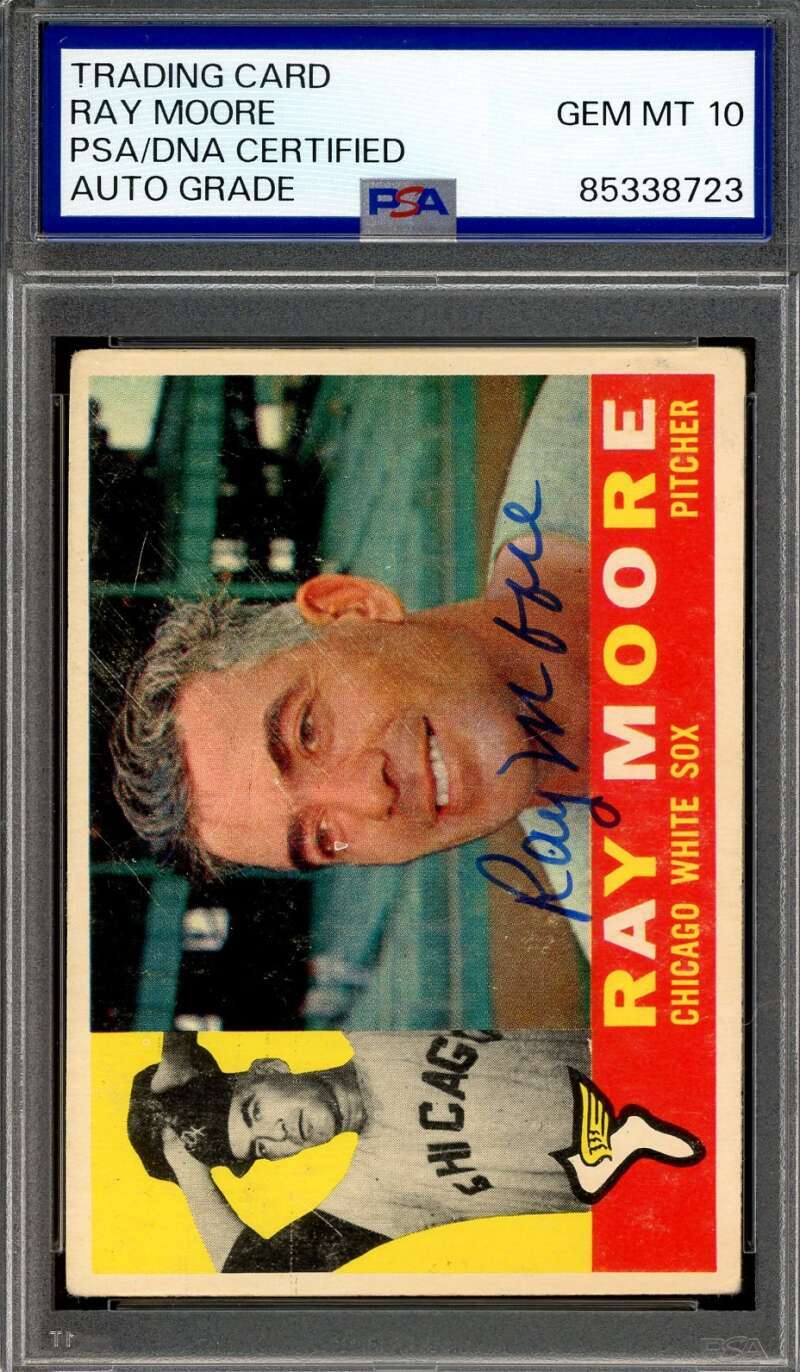 TRADING CARD
RAY MOORE
PSA/DNA CERTIFIED
AUTO GRADE
GEM MT 10
85338723
PSA
Ray Moore
RAY MOORE
CHICAGO WHITE SOX PITCHER
CHICAGO
PSA